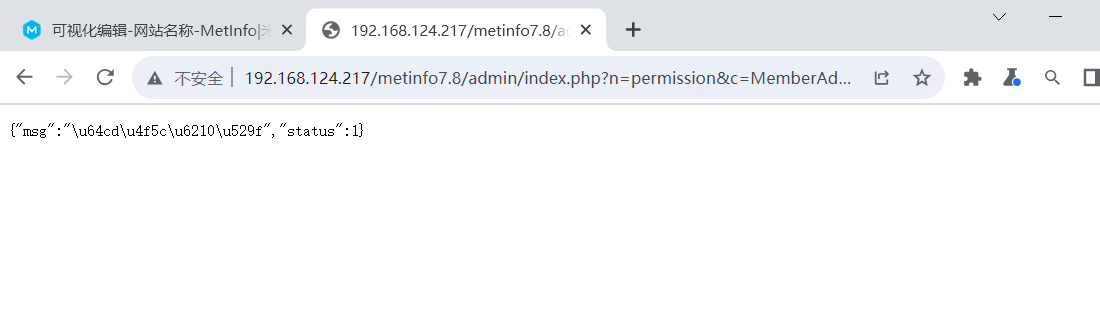 可视化编辑-网站名称-MetInfo|
192.168.124.217/metinfo7.8/ad
不安全 192.168.124.217/metinfo7.8/admin/index.php?n=permission&c=MemberAd...
{"msg":"\u64cd\u4f5c\u6210\u529f","status":1}